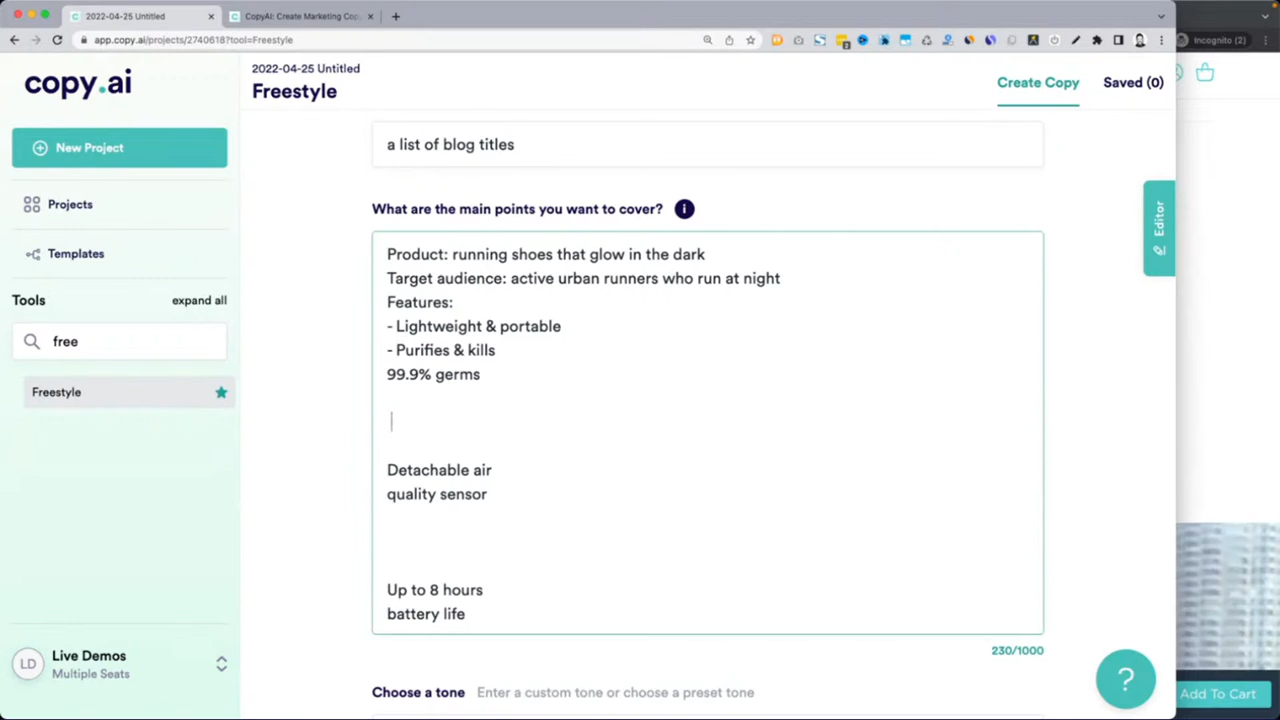 2022-04-25 Untitled
CopyAI: Create Marketing Cop
app.copy.ai/projects/2740618?tool=Freestyle
Incognito (2)
copy.ai
2022-04-25 Untitled
Freestyle
Create Copy
Saved (0)
New Project
Projects
Templates
Tools
expand all
free
Freestyle
Live Demos
Multiple Seats
LD
a list of blog titles
What are the main points you want to cover?
i
Product: running shoes that glow in the dark
Target audience: active urban runners who run at night
Features:
- Lightweight & portable
- Purifies & kills
99.9% germs
Detachable air
quality sensor
Up to 8 hours
battery life
230/1000
Choose a tone
Enter a custom tone or choose a preset tone
Editor
?
Add To Cart